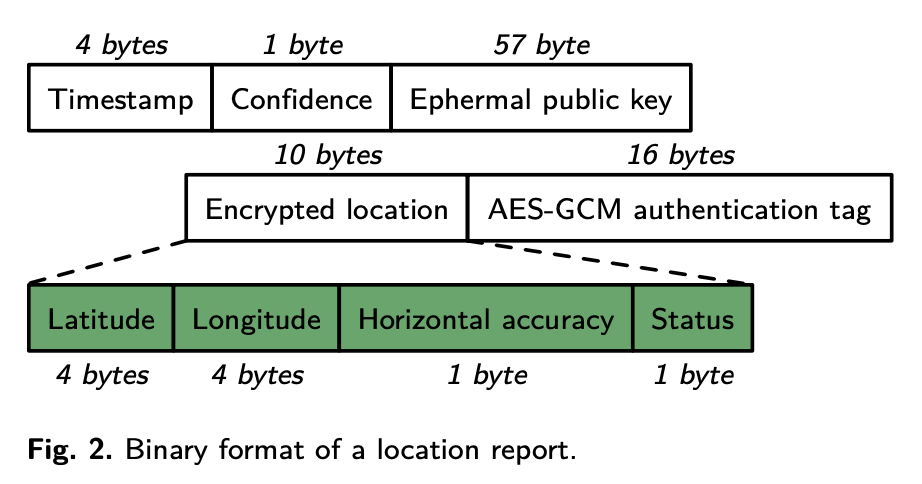 4 bytes 1 byte 57 byte
Timestamp Confidence Ephermal public key
10 bytes 16 bytes
Encrypted location AES-GCM authentication tag
Latitude Longitude Horizontal accuracy Status
4 bytes 4 bytes 1 byte 1 byte
Fig. 2. Binary format of a location report.